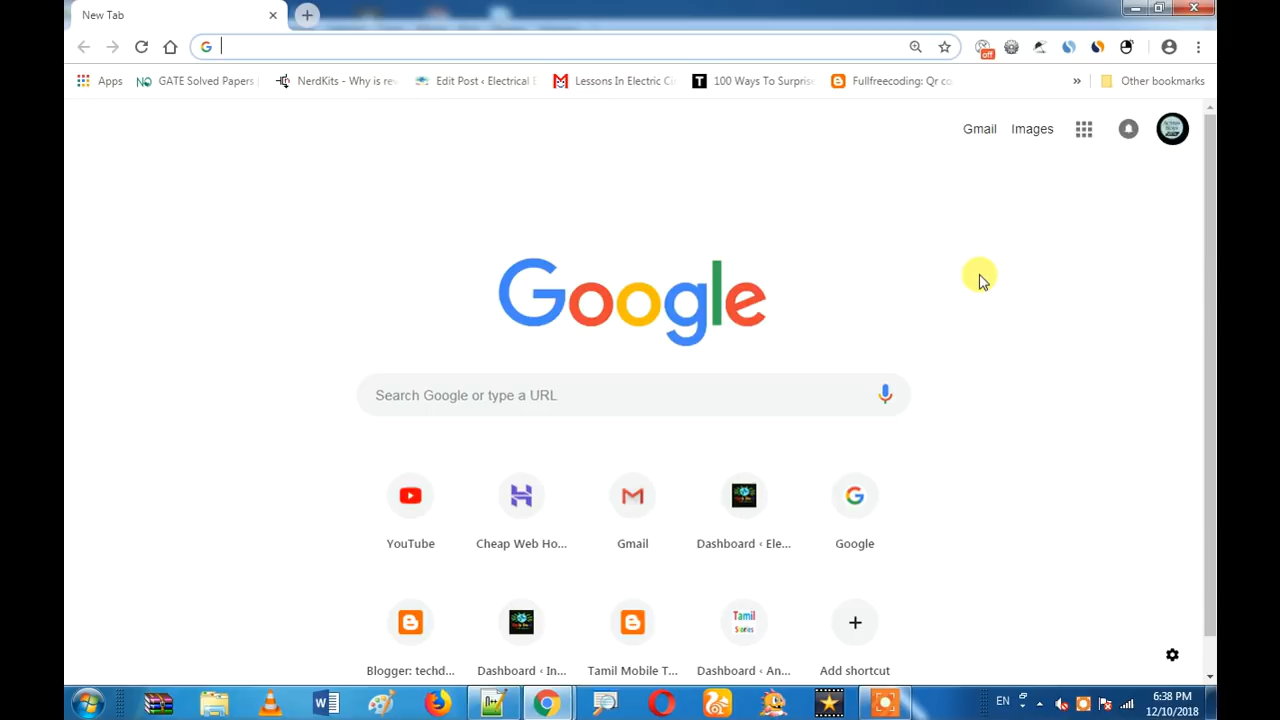 New Tab
Apps
GATE Solved Papers
NerdKits - Why is re
Edit Post ‹ Electrical E
Lessons In Electric Ci
100 Ways To Surprise
Fullfreecoding: Qr co
»
Other bookmarks
off
Gmail
Images
Google
Search Google or type a URL
YouTube
Cheap Web Ho...
Gmail
Dashboard ‹ Ele...
Google
Tamil
Stories
Blogger: techd...
Dashboard ‹ In...
Tamil Mobile T...
Dashboard ‹ An...
Add shortcut
EN
6:38 PM
12/10/2018